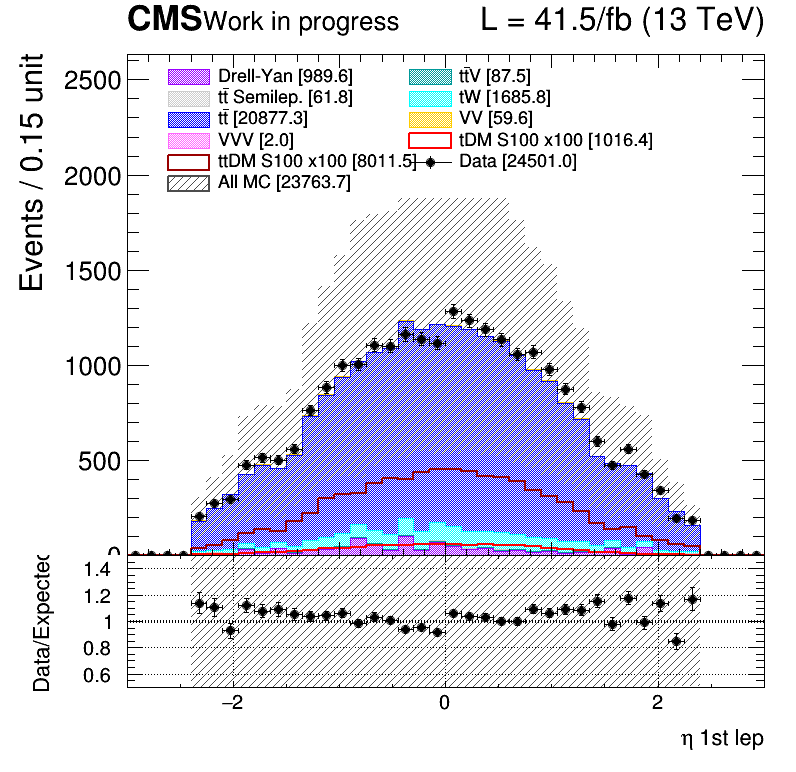 CMS Work in progress L = 41.5/fb (13 TeV)
Events / 0.15 unit
2500
2000
1500
1000
500
0
Drell-Yan [989.6]
tt̄V [87.5]
tt̄ Semilep. [61.8]
tW [1685.8]
tt̄ [20877.3]
VV [59.6]
VVV [2.0]
tDM S100 x100 [1016.4]
ttDM S100 x100 [8011.5]
Data [24501.0]
All MC [23763.7]
Data/Expected
1.4
1.2
1
0.8
0.6
−2 0 2
η 1st lep